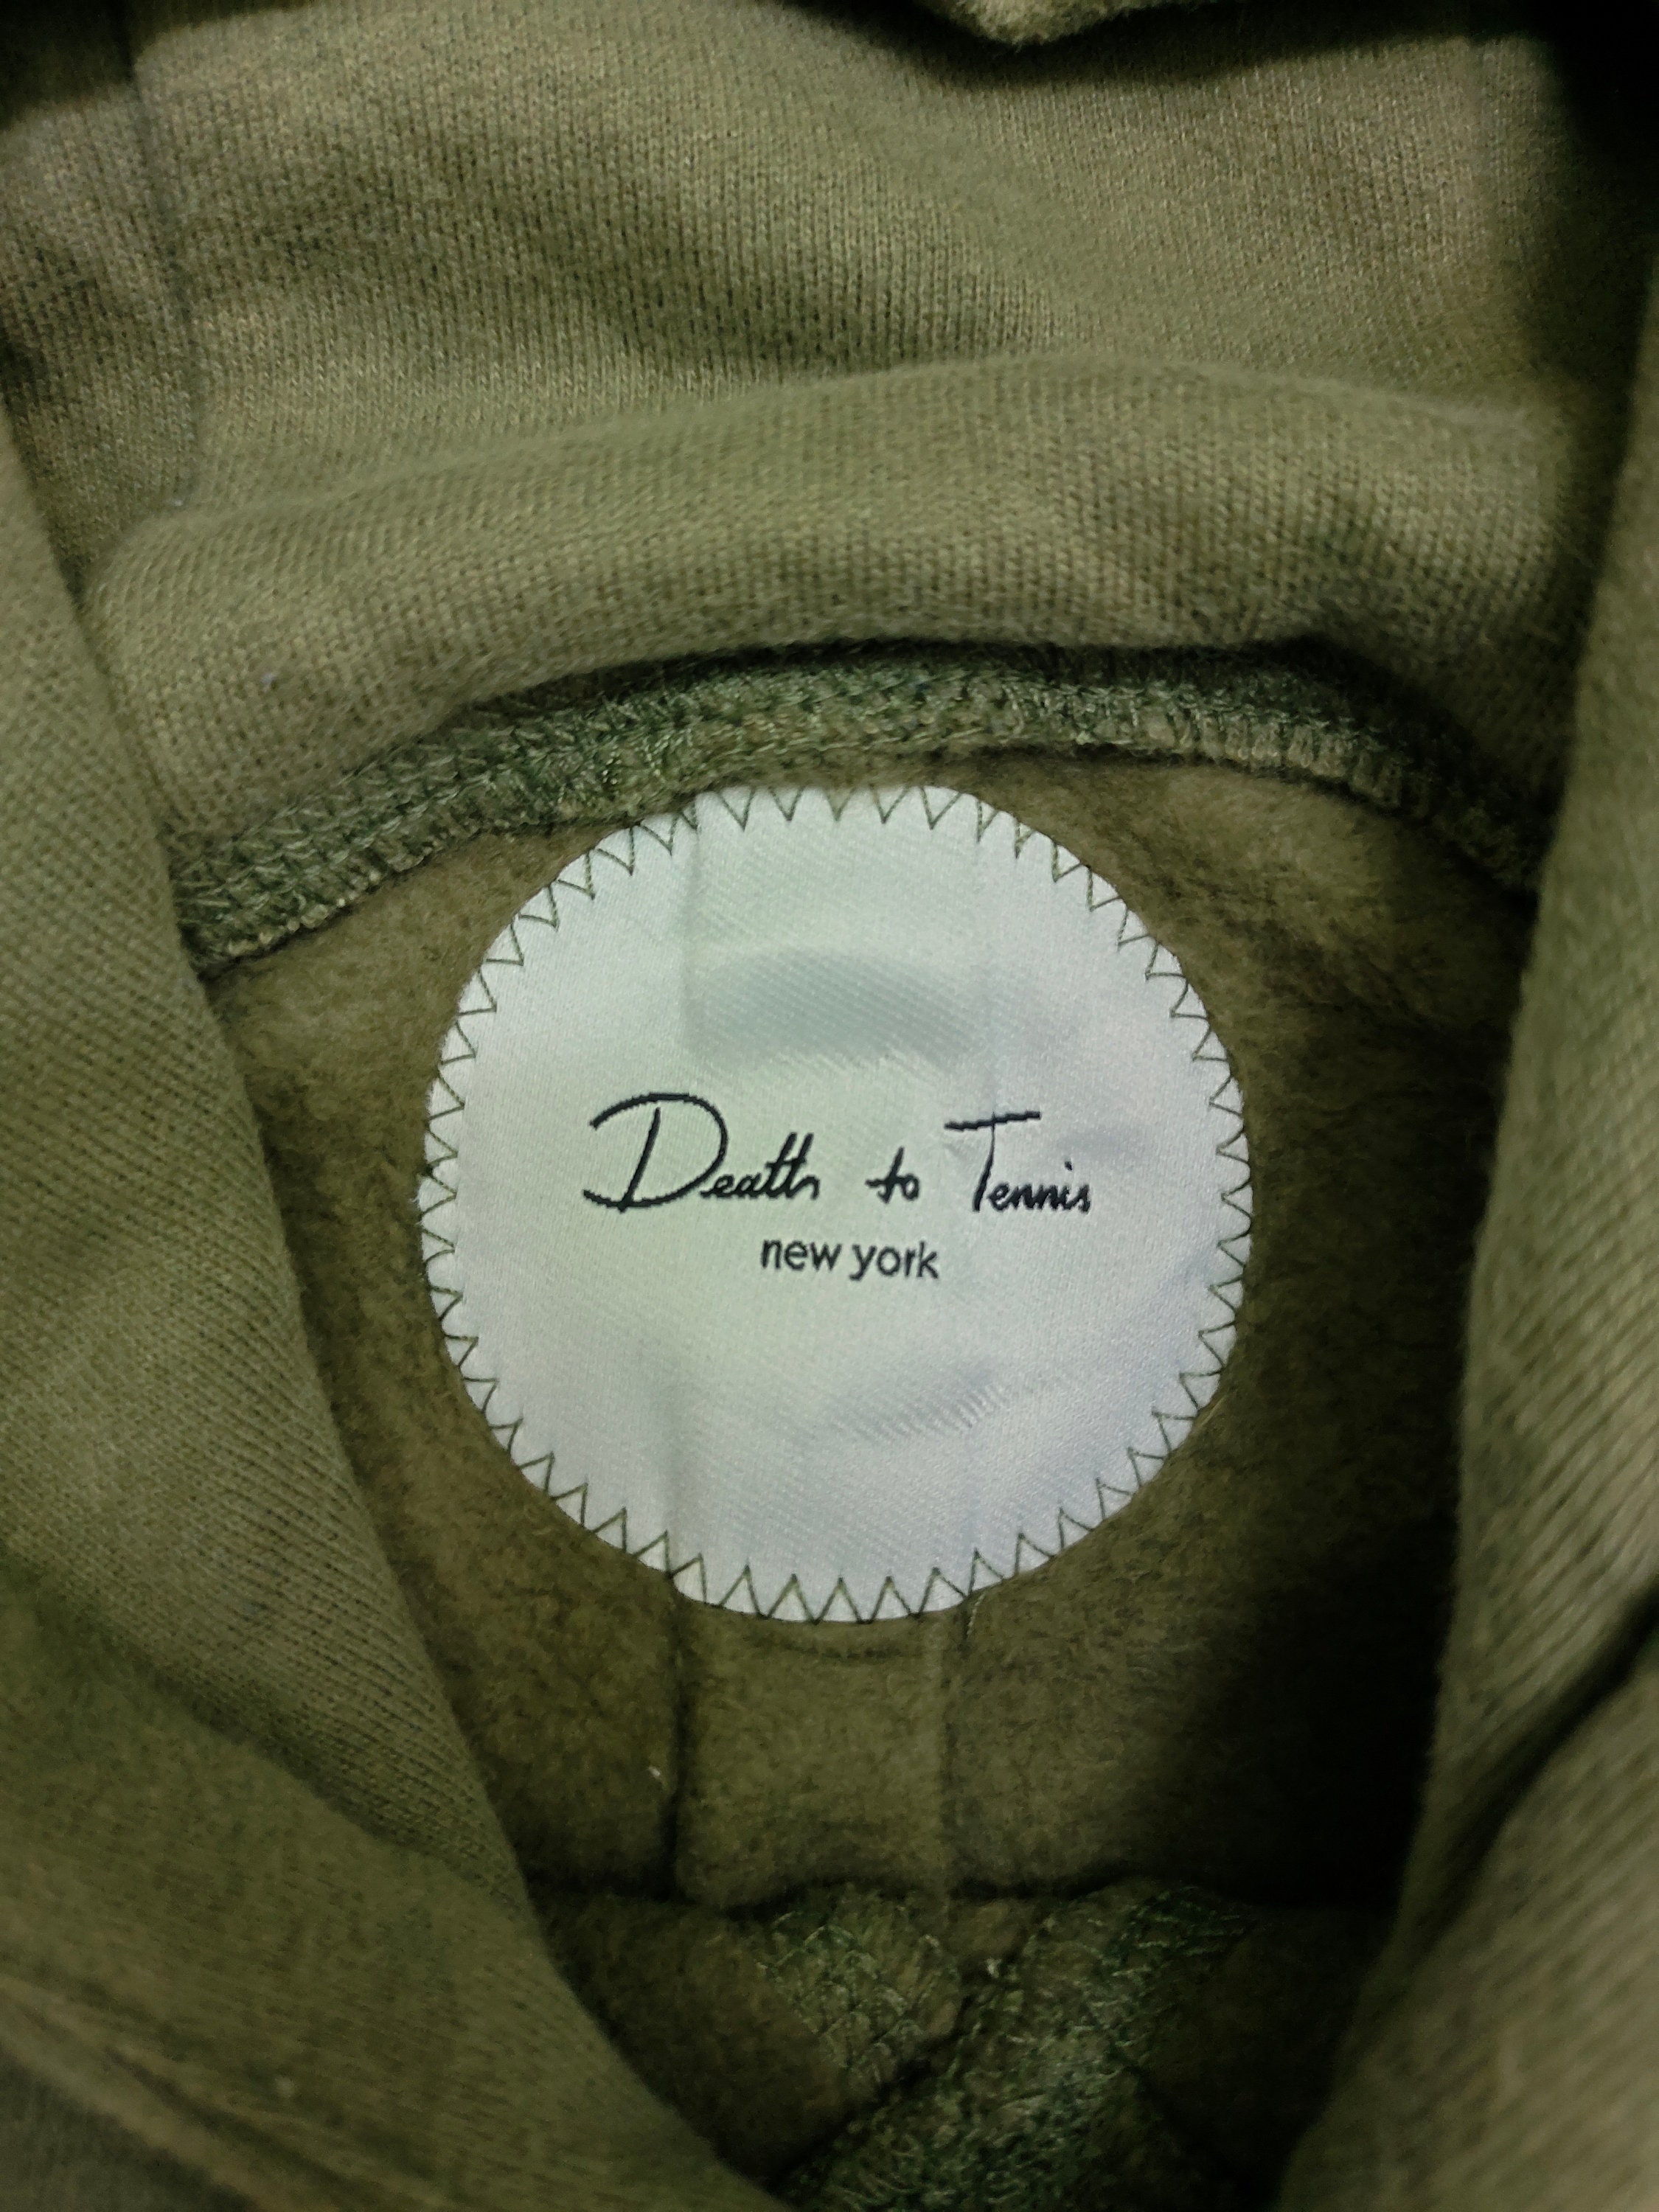 Death to Tennis
new york